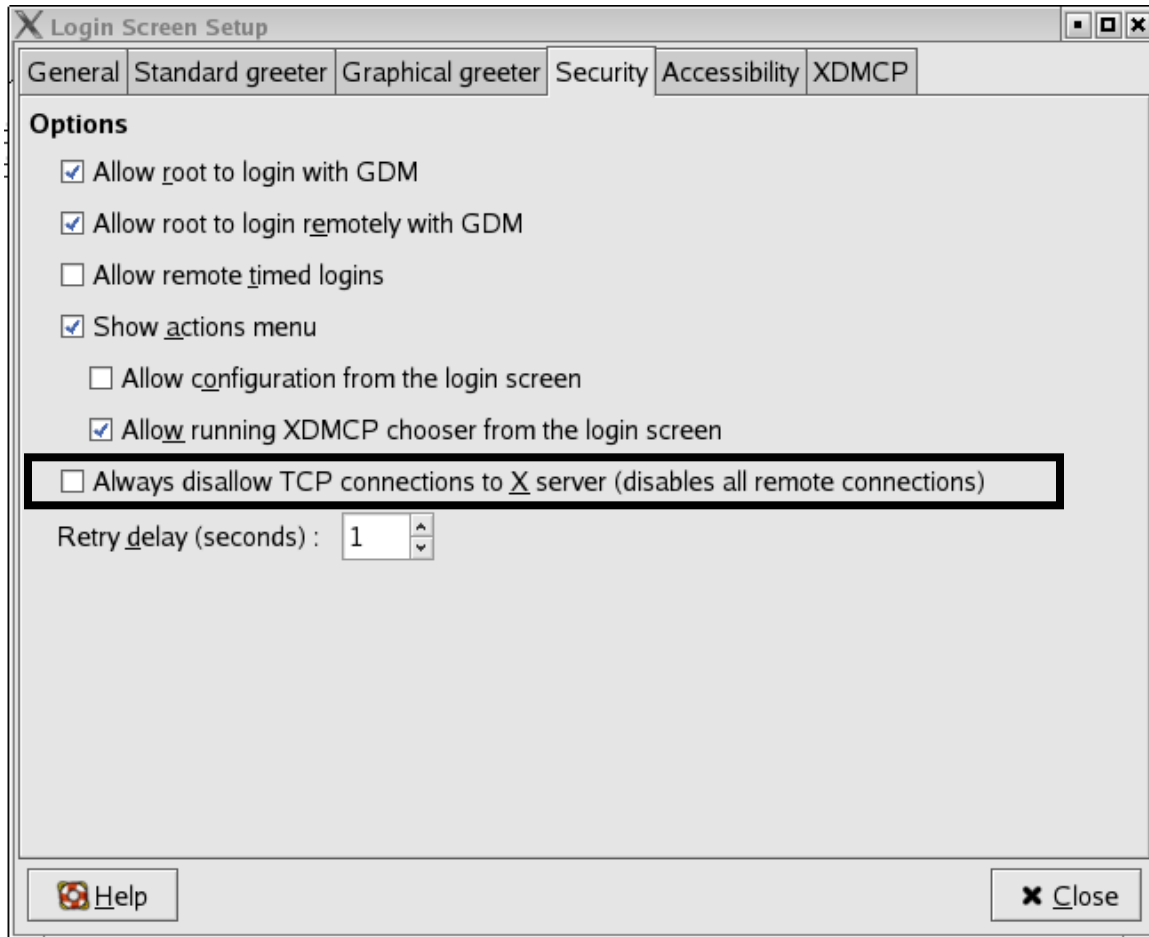 Login Screen Setup
General Standard greeter Graphical greeter Security Accessibility XDMCP
Options
Allow root to login with GDM
Allow root to login remotely with GDM
Allow remote timed logins
Show actions menu
Allow configuration from the login screen
Allow running XDMCP chooser from the login screen
Always disallow TCP connections to X server (disables all remote connections)
Retry delay (seconds) : 1
Help Close